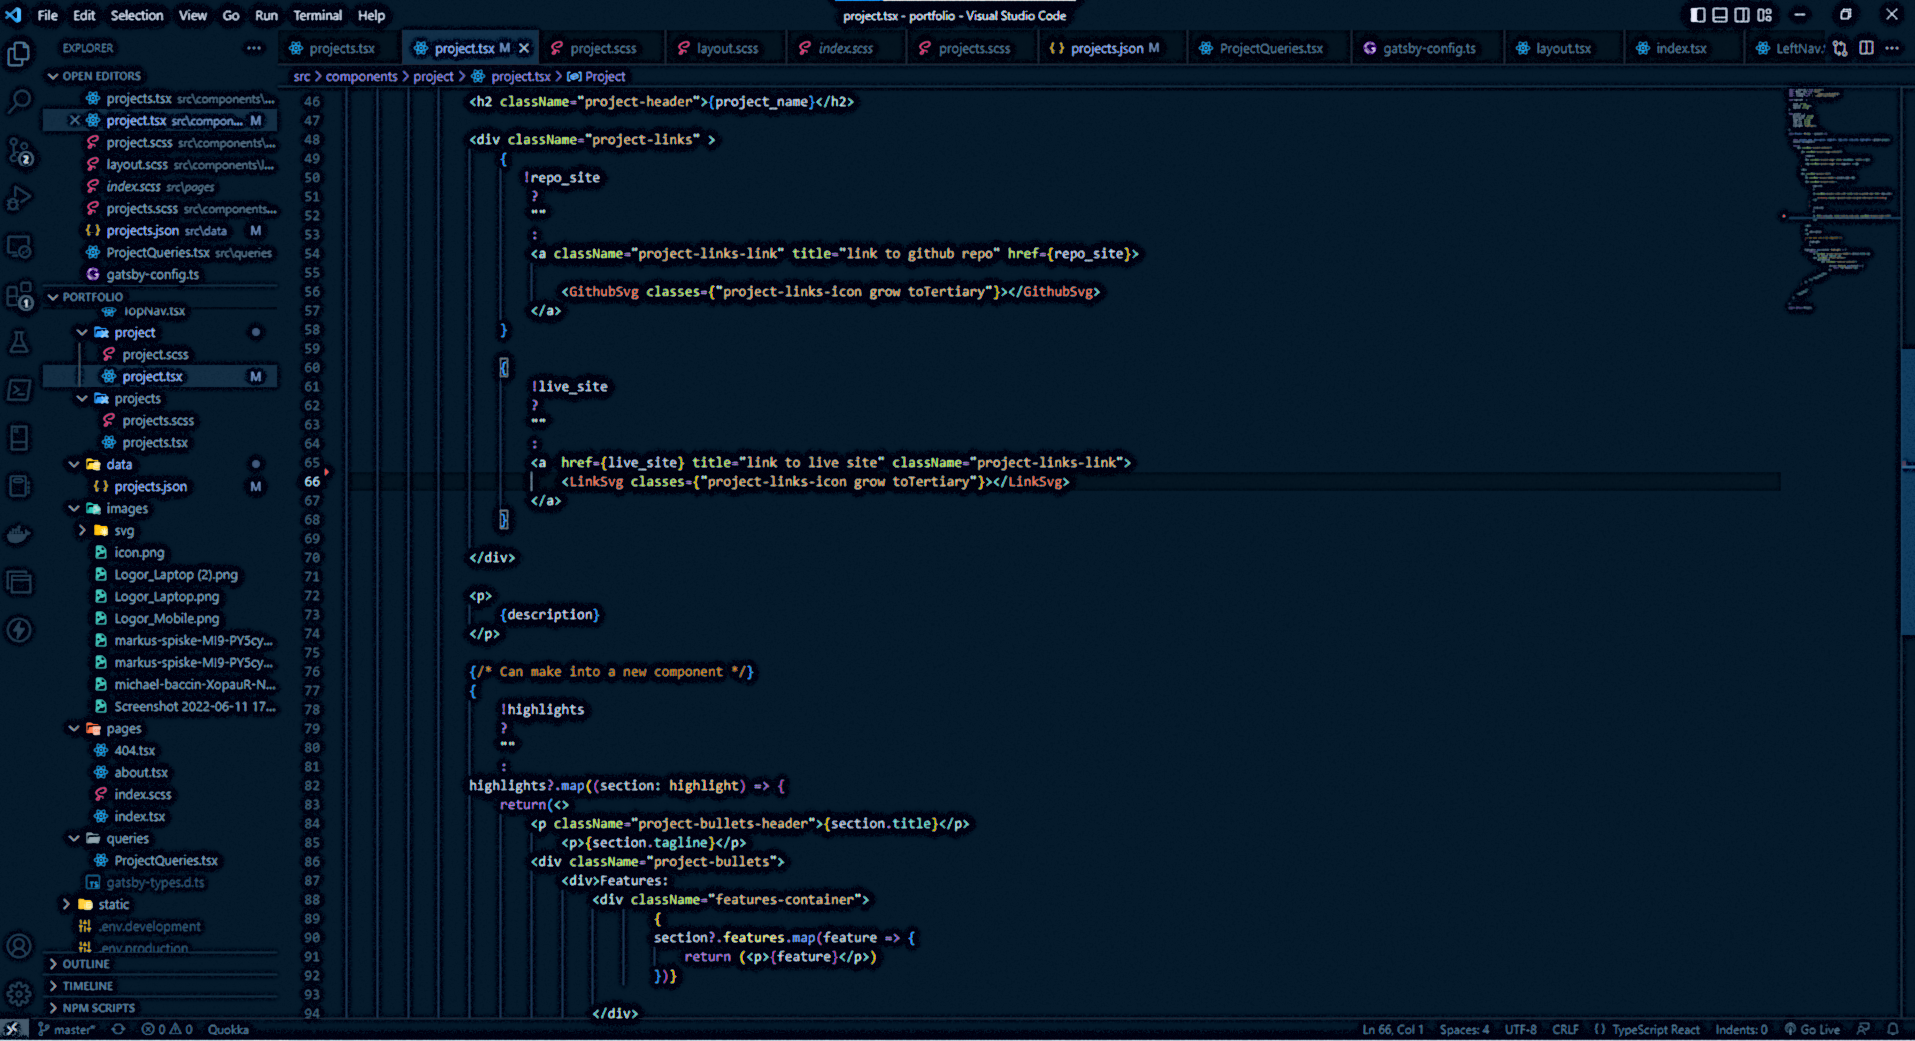 File Edit Selection View Go Run Terminal Help
project.tsx - portfolio - Visual Studio Code
EXPLORER
projects.tsx
project.tsx M
project.scss
layout.scss
index.scss
projects.scss
projects.json M
ProjectQueries.tsx
gatsby-config.ts
layout.tsx
index.tsx
LeftNav.
src > components > project > project.tsx > Project
OPEN EDITORS
projects.tsx src\components\...
project.tsx src\compon... M
project.scss src\components\...
layout.scss src\components\l...
index.scss src\pages
projects.scss src\components...
projects.json src\data M
ProjectQueries.tsx src\queries
gatsby-config.ts
PORTFOLIO
TopNav.tsx
project
project.scss
project.tsx M
projects
projects.scss
projects.tsx
data
projects.json M
images
svg
icon.png
Logor_Laptop (2).png
Logor_Laptop.png
Logor_Mobile.png
markus-spiske-MI9-PY5cy...
markus-spiske-MI9-PY5cy...
michael-baccin-XopauR-N...
Screenshot 2022-06-11 17...
pages
404.tsx
about.tsx
index.scss
index.tsx
queries
ProjectQueries.tsx
gatsby-types.d.ts
static
.env.development
.env.production
OUTLINE
TIMELINE
NPM SCRIPTS
2
1
46 <h2 className="project-header">{project_name}</h2>
47
48 <div className="project-links" >
49 {
50 !repo_site
51 ?
52 ""
53 :
54 <a className="project-links-link" title="link to github repo" href={repo_site}>
55
56 <GithubSvg classes={"project-links-icon grow toTertiary"}></GithubSvg>
57 </a>
58 }
59
60 {
61 !live_site
62 ?
63 ""
64 :
65 <a  href={live_site} title="link to live site" className="project-links-link">
66 <LinkSvg classes={"project-links-icon grow toTertiary"}></LinkSvg>
67 </a>
68 }
69
70 </div>
71
72 <p>
73 {description}
74 </p>
75
76 {/* Can make into a new component */}
77 {
78 !highlights
79 ?
80 ""
81 :
82 highlights?.map((section: highlight) => {
83 return(<>
84 <p className="project-bullets-header">{section.title}</p>
85 <p>{section.tagline}</p>
86 <div className="project-bullets">
87 <div>Features:
88 <div className="features-container">
89 {
90 section?.features.map(feature => {
91 return (<p>{feature}</p>)
92 })}
93
94 </div>
master* 0 0 Quokka
Ln 66, Col 1 Spaces: 4 UTF-8 CRLF {} TypeScript React Indents: 0 Go Live